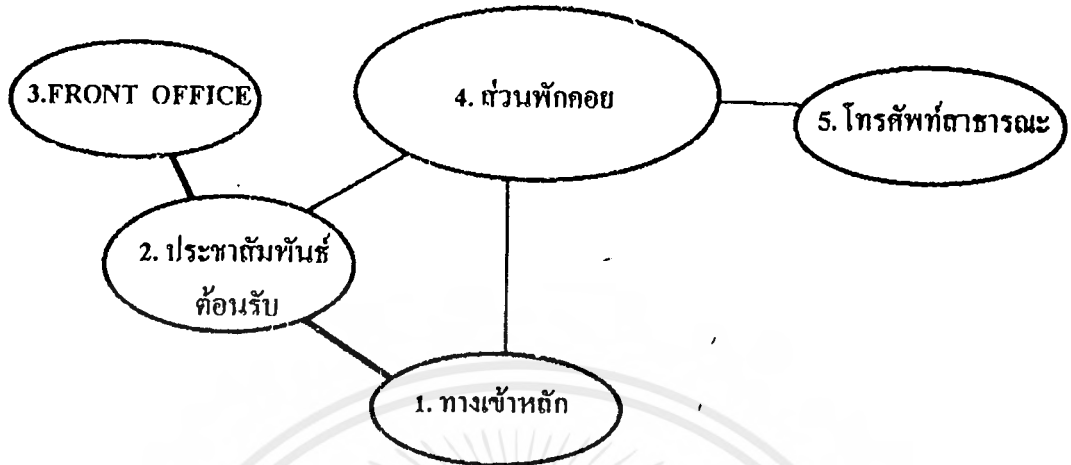 3.FRONT OFFICE
4. ส่วนพักคอย
5. โทรศัพท์สาธารณะ
2. ประชาสัมพันธ์
ต้อนรับ
1. ทางเข้าหลัก